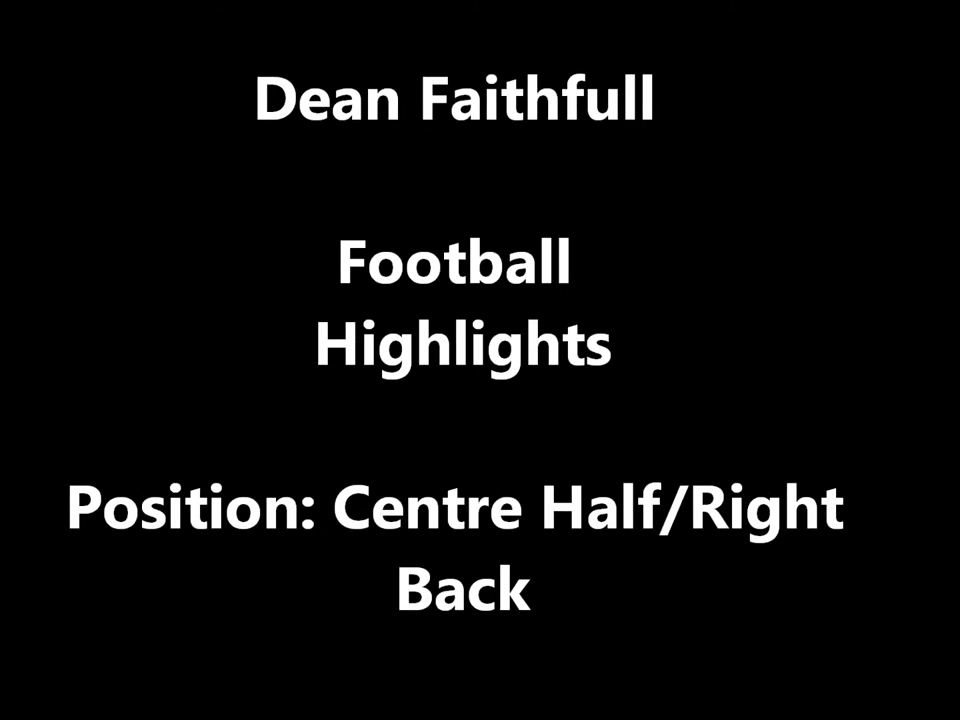 Dean Faithfull
Football
Highlights
Position: Centre Half/Right
Back